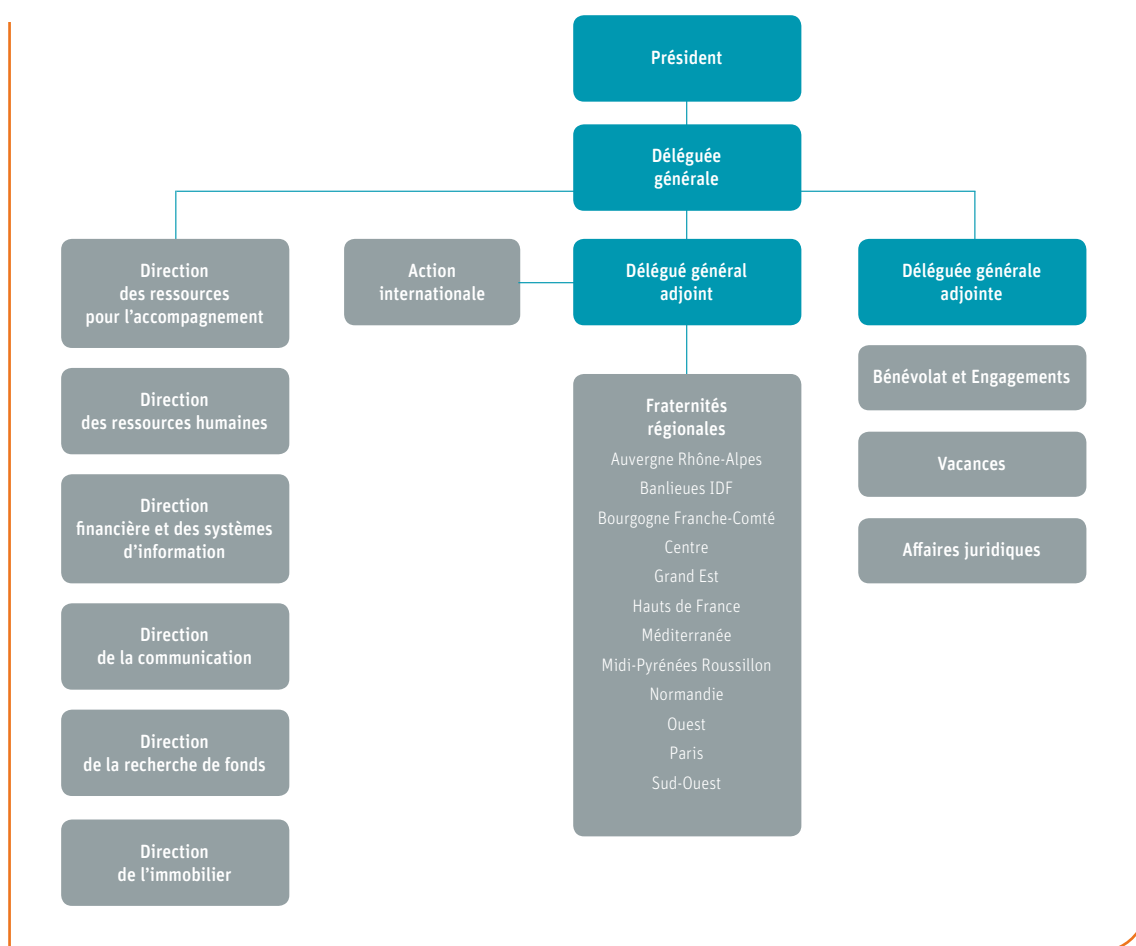 Président
Déléguée
générale
Direction
des ressources
pour l’accompagnement
Direction
des ressources humaines
Direction
financière et des systèmes
d’information
Direction
de la communication
Direction
de la recherche de fonds
Direction
de l’immobilier
Action
internationale
Délégué général
adjoint
Fraternités
régionales
Auvergne Rhône-Alpes
Banlieues IDF
Bourgogne Franche-Comté
Centre
Grand Est
Hauts de France
Méditerranée
Midi-Pyrénées Roussillon
Normandie
Ouest
Paris
Sud-Ouest
Déléguée générale
adjointe
Bénévolat et Engagements
Vacances
Affaires juridiques